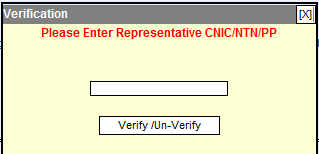 Verification [X]
Please Enter Representative CNIC/NTN/PP
Verify /Un-Verify